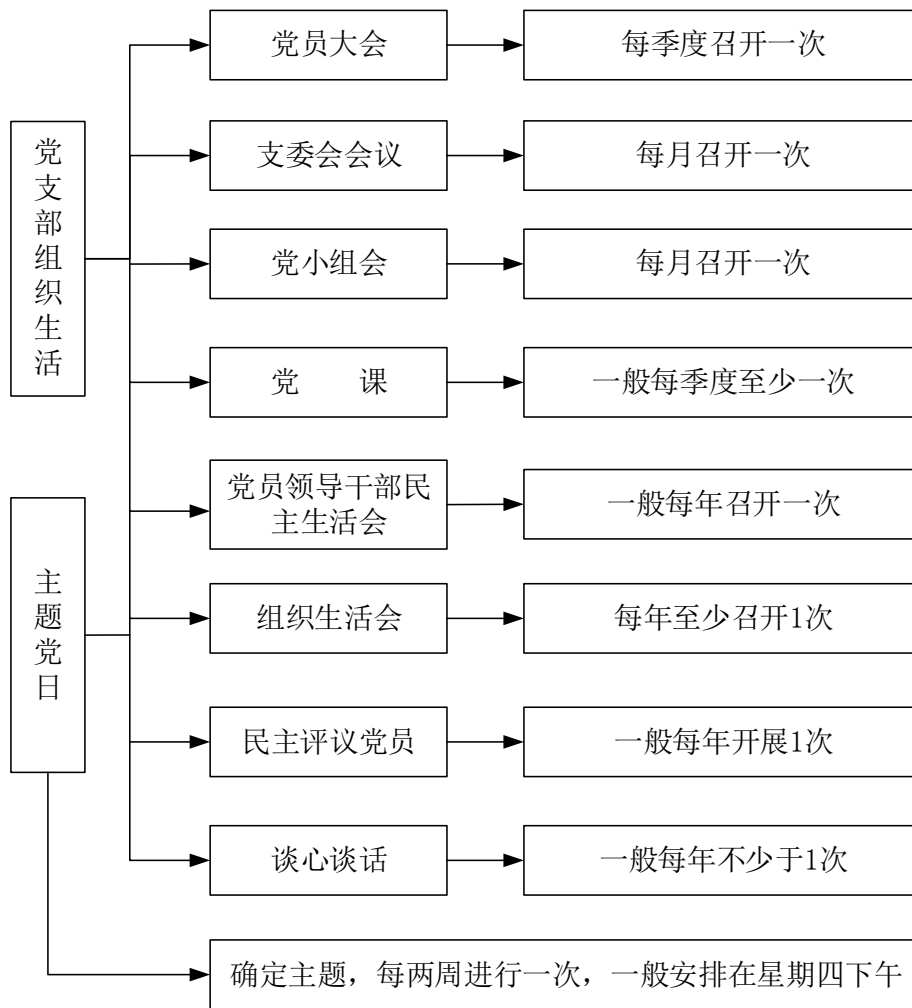 党支部组织生活
党员大会
每季度召开一次
支委会会议
每月召开一次
党小组会
每月召开一次
党 课
一般每季度至少一次
党员领导干部民
主生活会
一般每年召开一次
主题党日
组织生活会
每年至少召开1次
民主评议党员
一般每年开展1次
谈心谈话
一般每年不少于1次
确定主题，每两周进行一次，一般安排在星期四下午